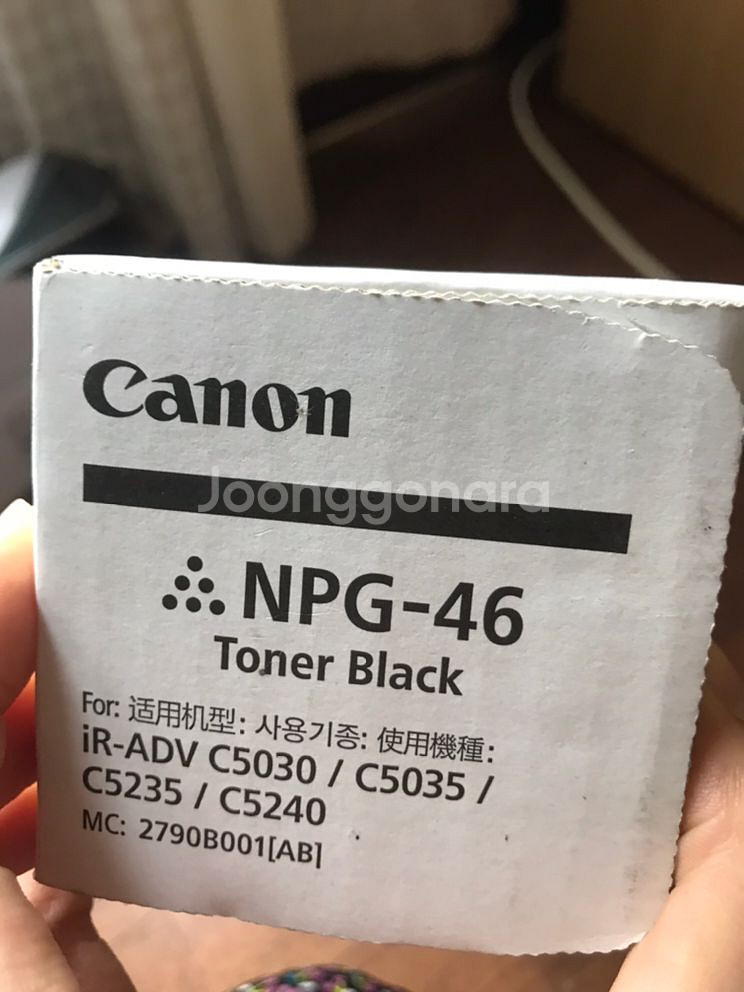 Canon
Joonggonara
NPG-46
Toner Black
For: 适用机型: 사용기종: 使用機種:
iR-ADV C5030 / C5035 /
C5235 / C5240
MC: 2790B001[AB]